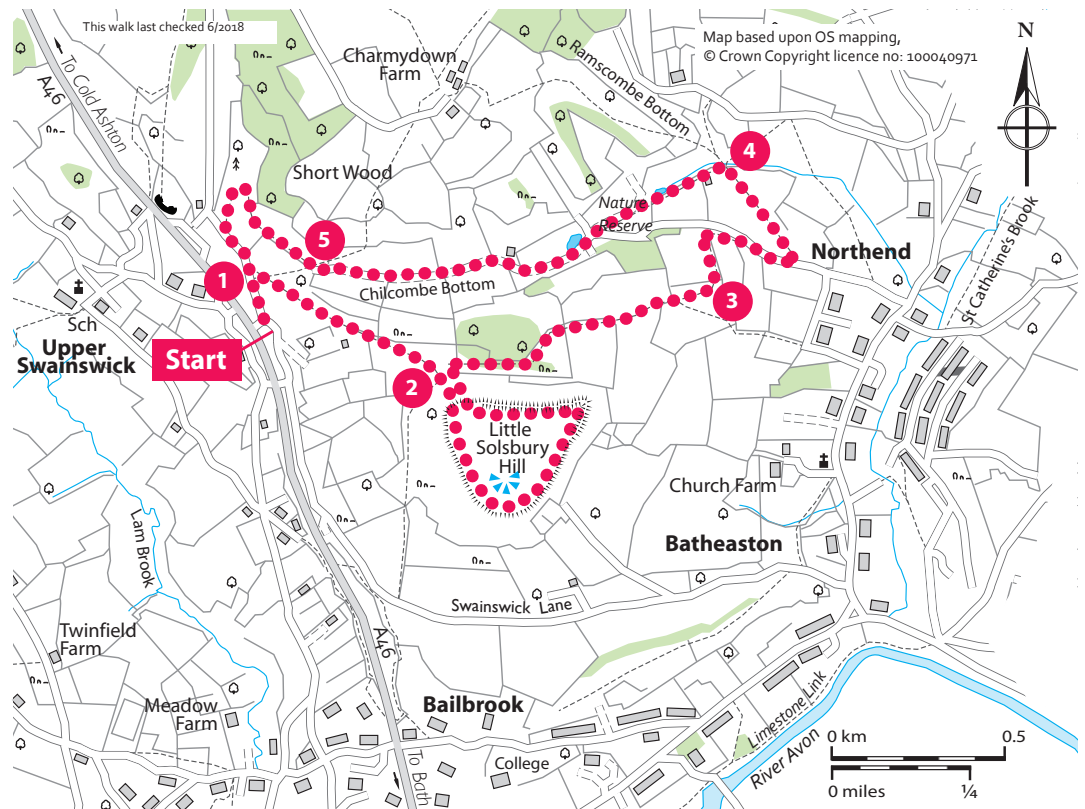 This walk last checked 6/2018
Map based upon OS mapping,
© Crown Copyright licence no: 100040971
N
To Cold Ashton
A46
Charmydown
Farm
Ramscombe Bottom
4
Short Wood
Nature
Reserve
5
Northend
St Catherine's Brook
1
Chilcombe Bottom
3
Sch
Upper
Swainswick
Start
2
Little
Solsbury
Hill
Church Farm
Batheaston
Lam Brook
Swainswick Lane
Twinfield
Farm
A46
Meadow
Farm
Bailbrook
Limestone Link
River Avon
To Bath
College
0 km
0.5
0 miles
¼